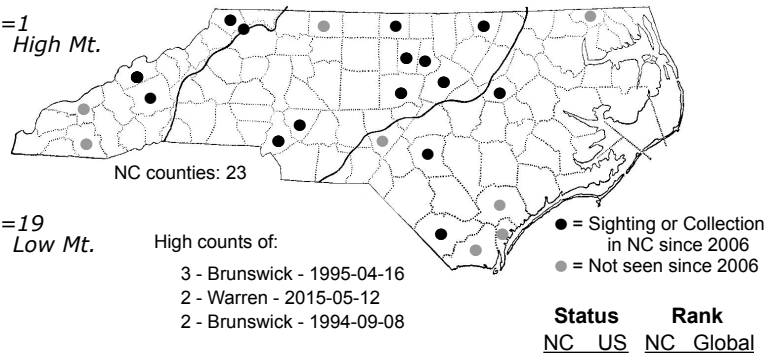 =1
High Mt.
NC counties: 23
=19
Low Mt.
High counts of:
3 - Brunswick - 1995-04-16
2 - Warren - 2015-05-12
2 - Brunswick - 1994-09-08
● = Sighting or Collection
in NC since 2006
● = Not seen since 2006
Status Rank
NC US NC Global